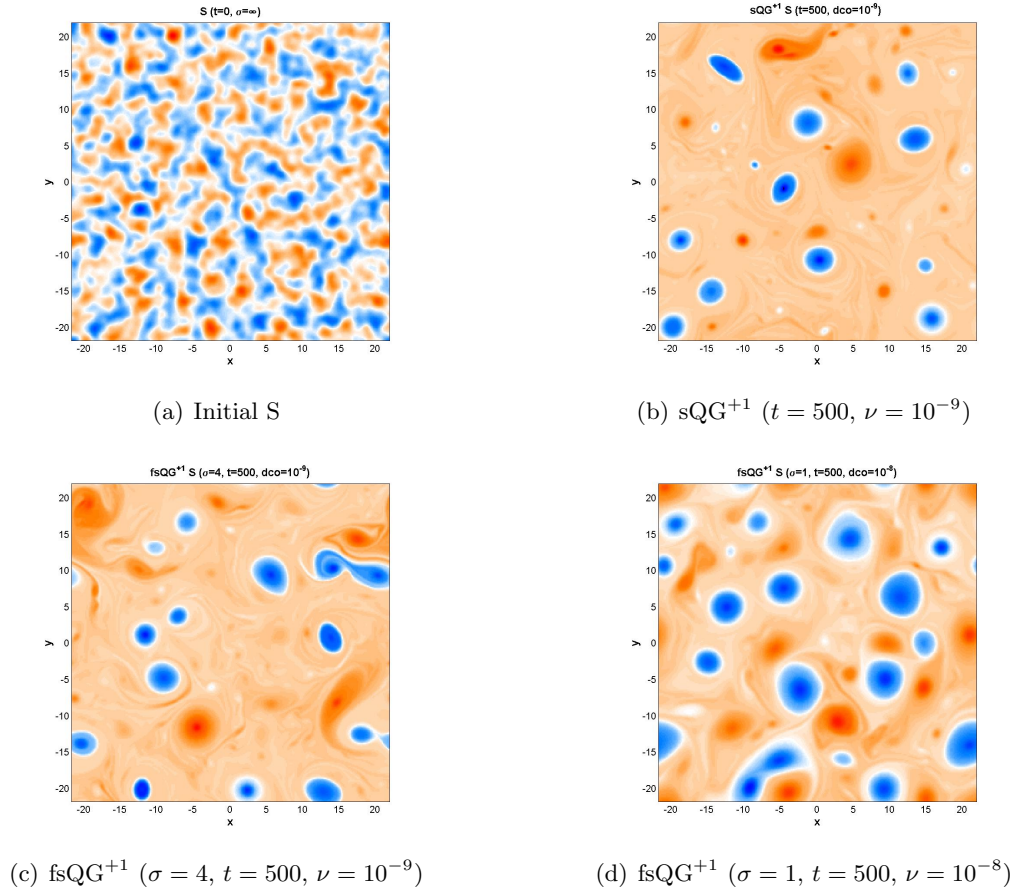 S (t=0, σ=∞)
y
20
15
10
5
0
-5
-10
-15
-20
-20 -15 -10 -5 0 5 10 15 20
x
(a) Initial S
sQG⁺¹ S (t=500, dco=10⁻⁹)
y
20
15
10
5
0
-5
-10
-15
-20
-20 -15 -10 -5 0 5 10 15 20
x
(b) sQG⁺¹ (t = 500, ν = 10⁻⁹)
fsQG⁺¹ S (σ=4, t=500, dco=10⁻⁹)
y
20
15
10
5
0
-5
-10
-15
-20
-20 -15 -10 -5 0 5 10 15 20
x
(c) fsQG⁺¹ (σ = 4, t = 500, ν = 10⁻⁹)
fsQG⁺¹ S (σ=1, t=500, dco=10⁻⁸)
y
20
15
10
5
0
-5
-10
-15
-20
-20 -15 -10 -5 0 5 10 15 20
x
(d) fsQG⁺¹ (σ = 1, t = 500, ν = 10⁻⁸)